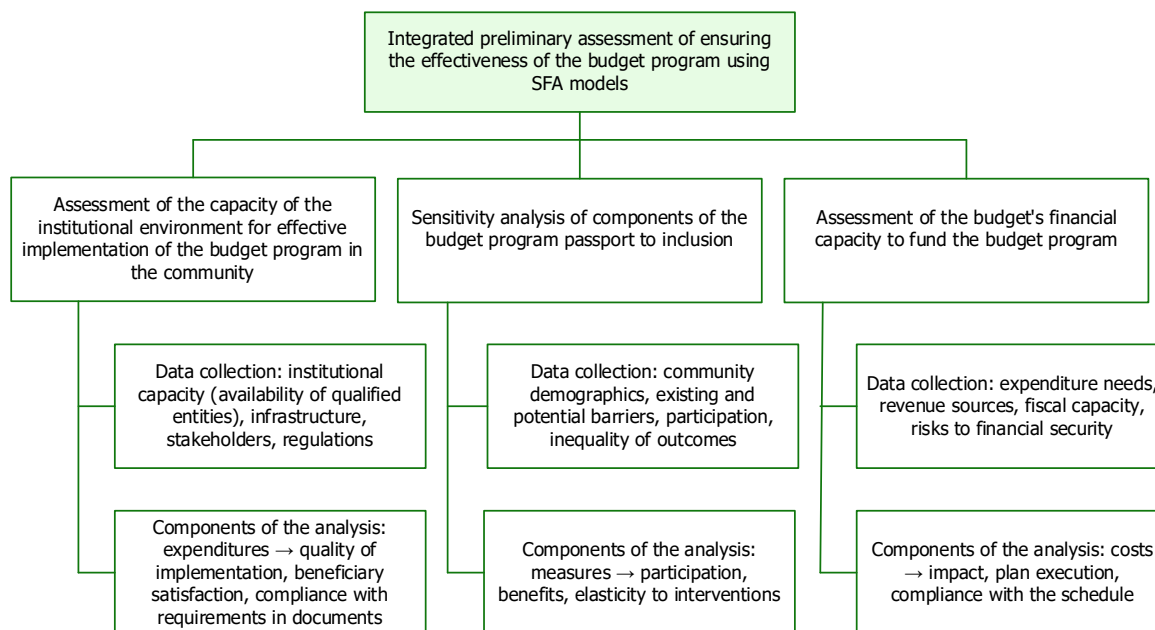 Integrated preliminary assessment of ensuring
the effectiveness of the budget program using
SFA models
Assessment of the capacity of the
institutional environment for effective
implementation of the budget program in
the community
Sensitivity analysis of components of the
budget program passport to inclusion
Assessment of the budget's financial
capacity to fund the budget program
Data collection: institutional
capacity (availability of qualified
entities), infrastructure,
stakeholders, regulations
Data collection: community
demographics, existing and
potential barriers, participation,
inequality of outcomes
Data collection: expenditure needs,
revenue sources, fiscal capacity,
risks to financial security
Components of the analysis:
expenditures → quality of
implementation, beneficiary
satisfaction, compliance with
requirements in documents
Components of the analysis:
measures → participation,
benefits, elasticity to interventions
Components of the analysis: costs
→ impact, plan execution,
compliance with the schedule